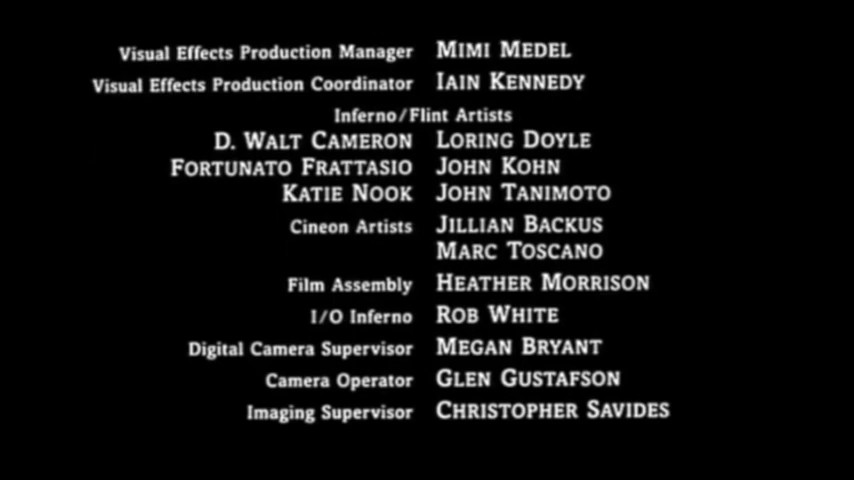 Visual Effects Production Manager MIMI MEDEL
Visual Effects Production Coordinator IAIN KENNEDY
Inferno/Flint Artists
D. WALT CAMERON LORING DOYLE
FORTUNATO FRATTASIO JOHN KOHN
KATIE NOOK JOHN TANIMOTO
Cineon Artists JILLIAN BACKUS
MARC TOSCANO
Film Assembly HEATHER MORRISON
I/O Inferno ROB WHITE
Digital Camera Supervisor MEGAN BRYANT
Camera Operator GLEN GUSTAFSON
Imaging Supervisor CHRISTOPHER SAVIDES